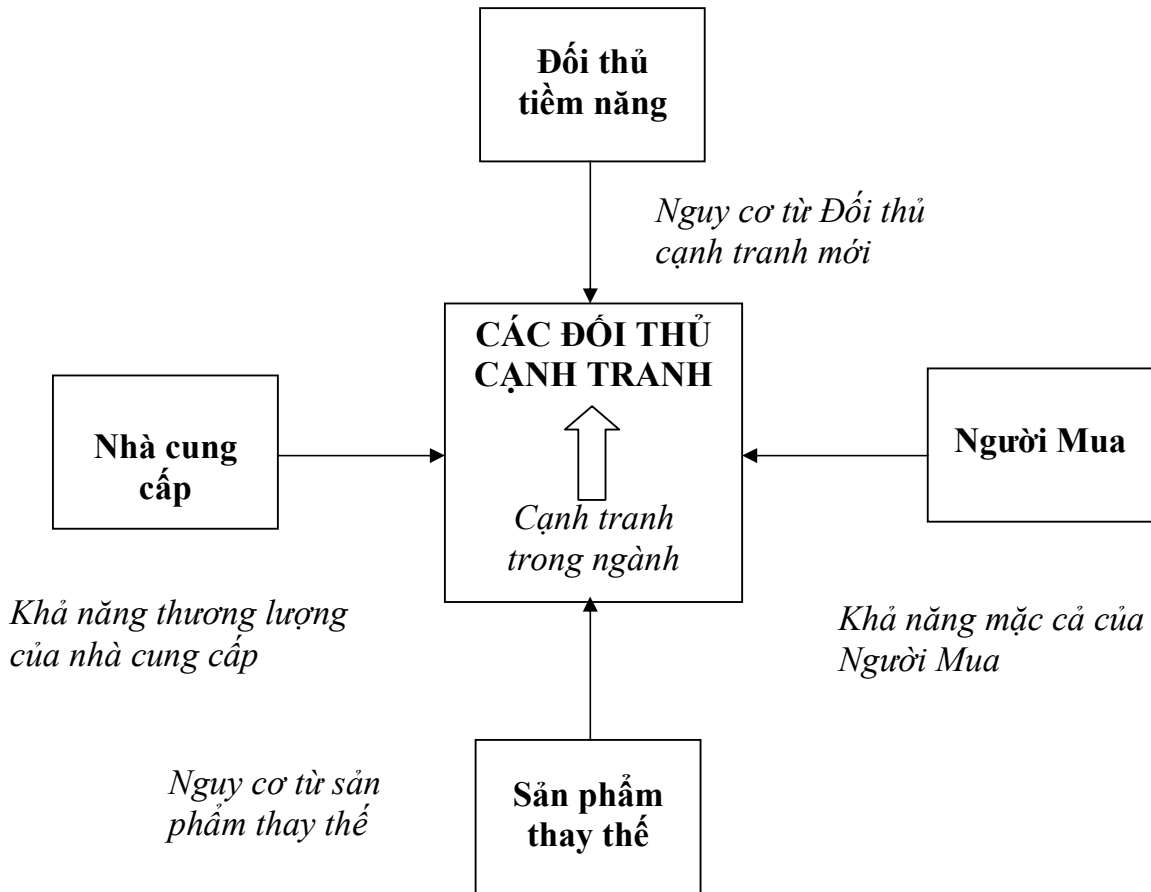 Đối thủ
tiềm năng
Nguy cơ từ Đối thủ
cạnh tranh mới
CÁC ĐỐI THỦ
CẠNH TRANH
Nhà cung
cấp
Người Mua
Cạnh tranh
trong ngành
Khả năng thương lượng
của nhà cung cấp
Khả năng mặc cả của
Người Mua
Nguy cơ từ sản
phẩm thay thế
Sản phẩm
thay thế